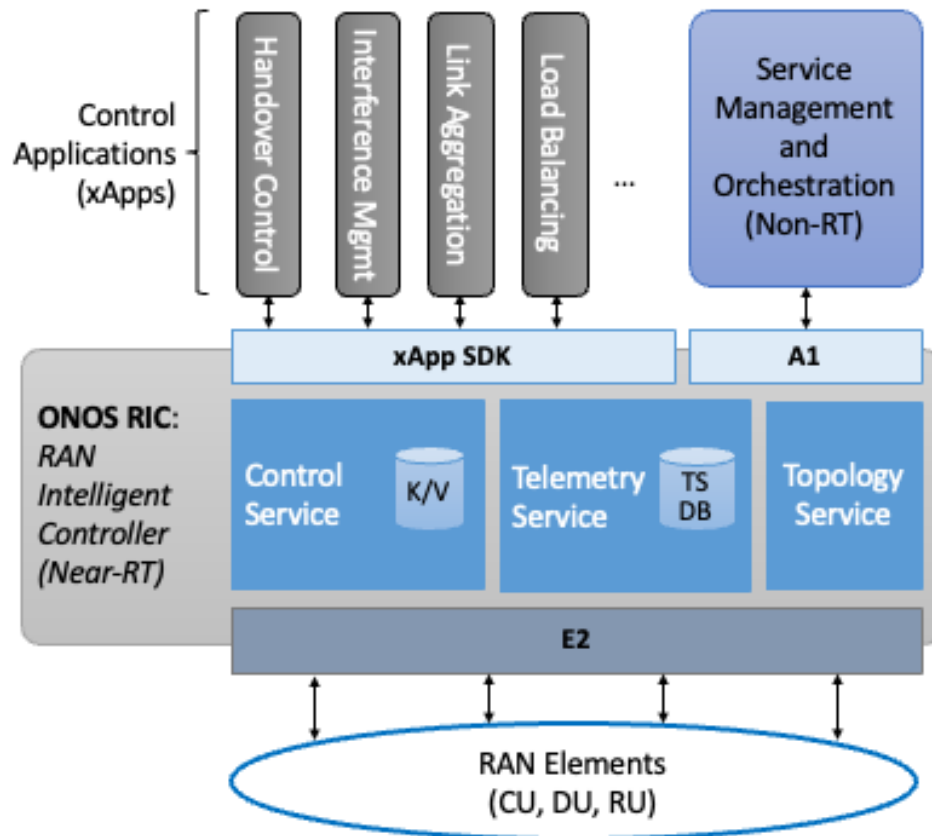 Control
Applications
(xApps)
Handover Control
Interference Mgmt
Link Aggregation
Load Balancing
...
Service
Management
and
Orchestration
(Non-RT)
xApp SDK
A1
ONOS RIC:
RAN
Intelligent
Controller
(Near-RT)
Control
Service
K/V
Telemetry
Service
TS
DB
Topology
Service
E2
RAN Elements
(CU, DU, RU)